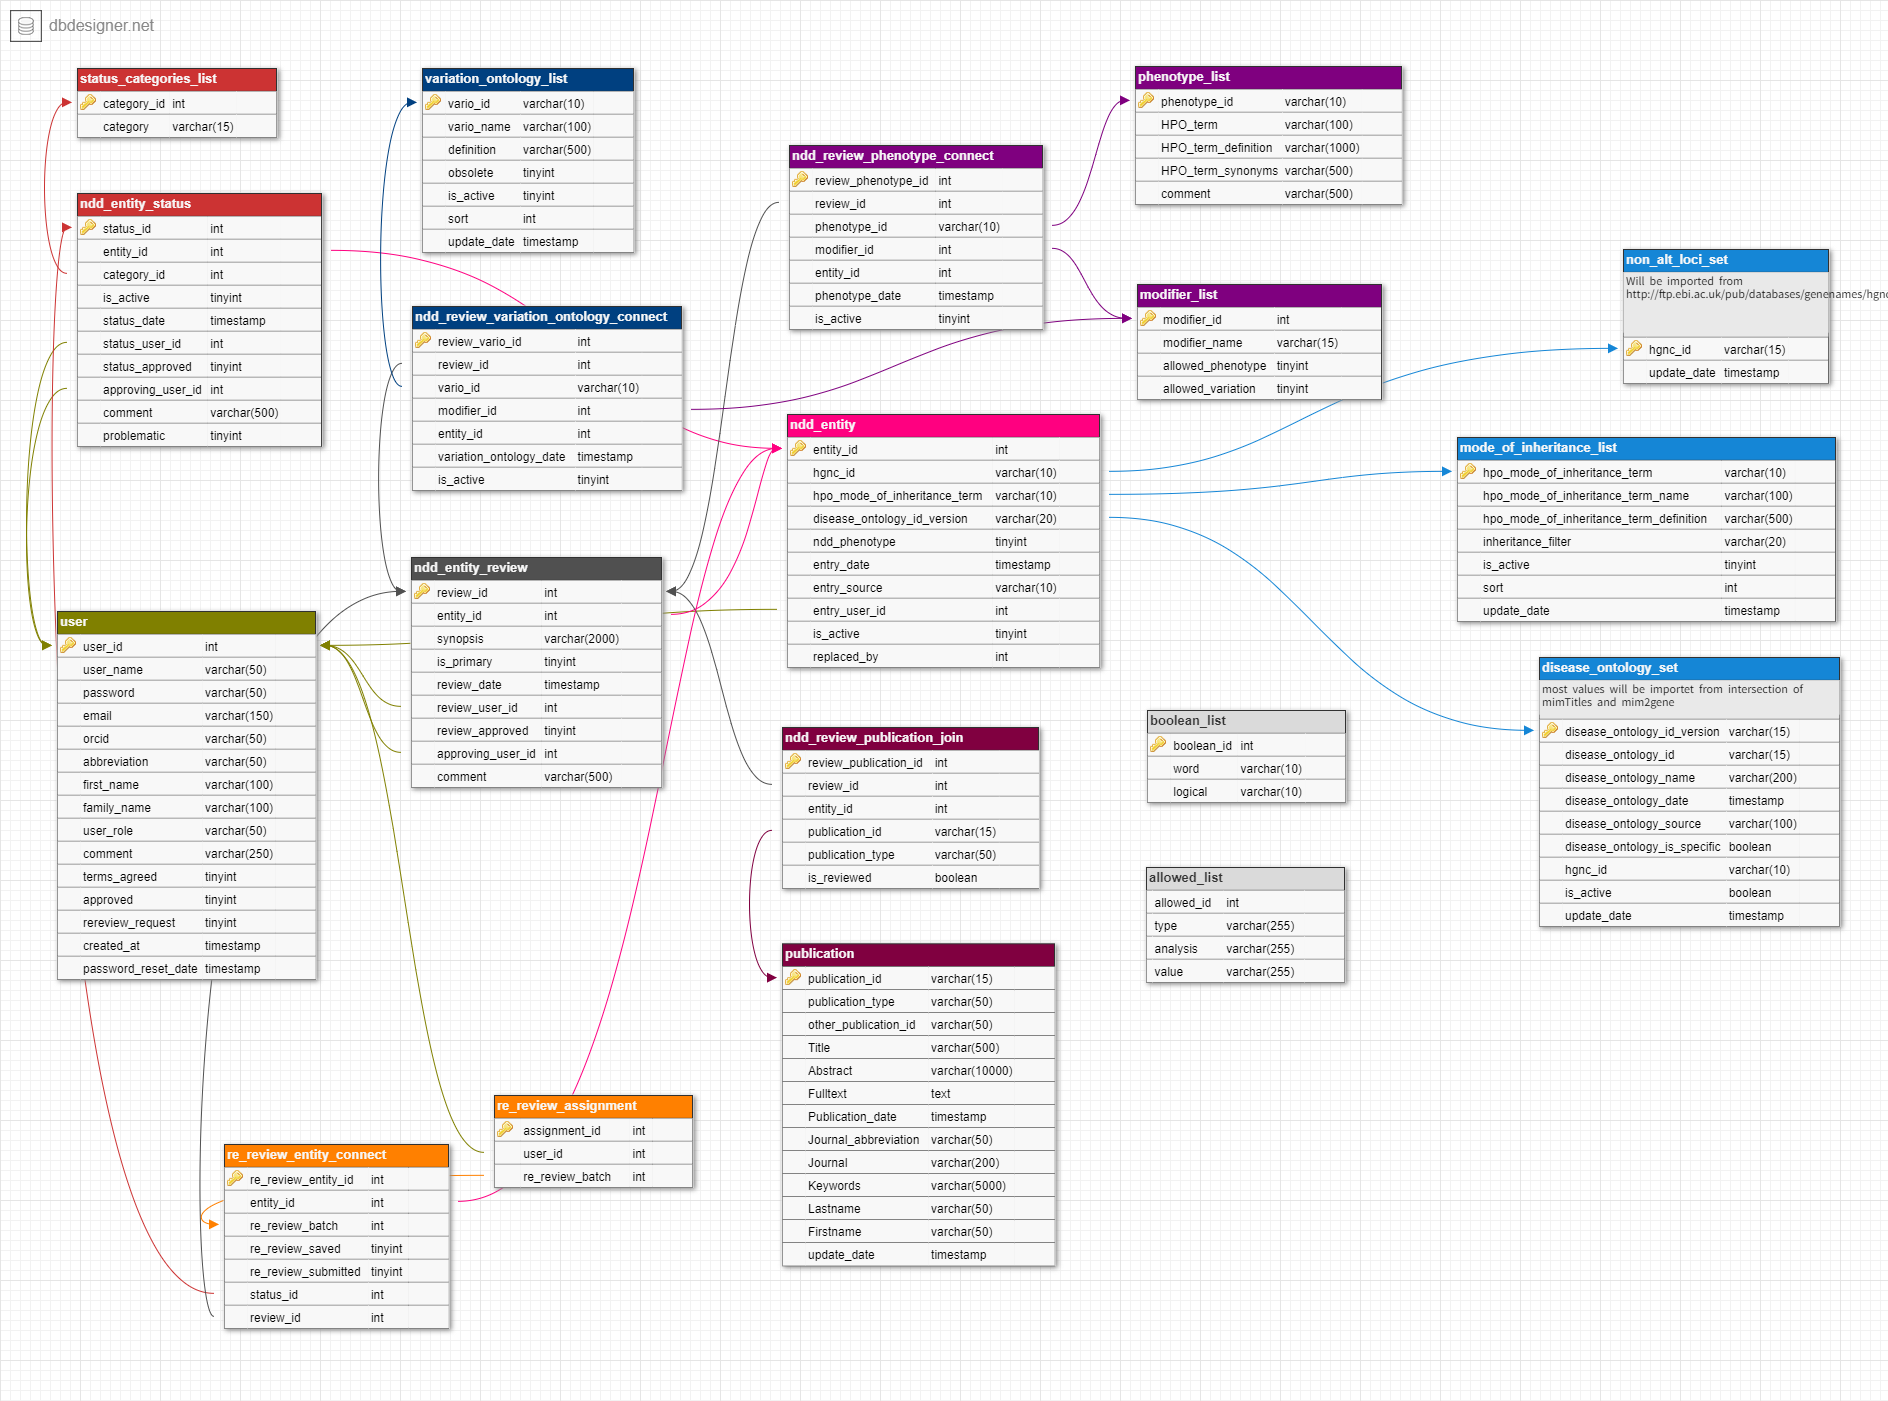 dbdesigner.net
status_categories_list
category_id int
category varchar(15)
ndd_entity_status
status_id int
entity_id int
category_id int
is_active tinyint
status_date timestamp
status_user_id int
status_approved tinyint
approving_user_id int
comment varchar(500)
problematic tinyint
user
user_id int
user_name varchar(50)
password varchar(50)
email varchar(150)
orcid varchar(50)
abbreviation varchar(50)
first_name varchar(100)
family_name varchar(100)
user_role varchar(50)
comment varchar(250)
terms_agreed tinyint
approved tinyint
rereview_request tinyint
created_at timestamp
password_reset_date timestamp
re_review_entity_connect
re_review_entity_id int
entity_id int
re_review_batch int
re_review_saved tinyint
re_review_submitted tinyint
status_id int
review_id int
variation_ontology_list
vario_id varchar(10)
vario_name varchar(100)
definition varchar(500)
obsolete tinyint
is_active tinyint
sort int
update_date timestamp
ndd_review_variation_ontology_connect
review_vario_id int
review_id int
vario_id varchar(10)
modifier_id int
entity_id int
variation_ontology_date timestamp
is_active tinyint
ndd_entity_review
review_id int
entity_id int
synopsis varchar(2000)
is_primary tinyint
review_date timestamp
review_user_id int
review_approved tinyint
approving_user_id int
comment varchar(500)
re_review_assignment
assignment_id int
user_id int
re_review_batch int
ndd_review_phenotype_connect
review_phenotype_id int
review_id int
phenotype_id varchar(10)
modifier_id int
entity_id int
phenotype_date timestamp
is_active tinyint
ndd_entity
entity_id int
hgnc_id varchar(10)
hpo_mode_of_inheritance_term varchar(10)
disease_ontology_id_version varchar(20)
ndd_phenotype tinyint
entry_date timestamp
entry_source varchar(10)
entry_user_id int
is_active tinyint
replaced_by int
ndd_review_publication_join
review_publication_id int
review_id int
entity_id int
publication_id varchar(15)
publication_type varchar(50)
is_reviewed boolean
publication
publication_id varchar(15)
publication_type varchar(50)
other_publication_id varchar(50)
Title varchar(500)
Abstract varchar(10000)
Fulltext text
Publication_date timestamp
Journal_abbreviation varchar(50)
Journal varchar(200)
Keywords varchar(5000)
Lastname varchar(50)
Firstname varchar(50)
update_date timestamp
phenotype_list
phenotype_id varchar(10)
HPO_term varchar(100)
HPO_term_definition varchar(1000)
HPO_term_synonyms varchar(500)
comment varchar(500)
modifier_list
modifier_id int
modifier_name varchar(15)
allowed_phenotype tinyint
allowed_variation tinyint
boolean_list
boolean_id int
word varchar(10)
logical varchar(10)
allowed_list
allowed_id int
type varchar(255)
analysis varchar(255)
value varchar(255)
non_alt_loci_set
Will be imported from
http://ftp.ebi.ac.uk/pub/databases/genenames/hgnc
hgnc_id varchar(15)
update_date timestamp
mode_of_inheritance_list
hpo_mode_of_inheritance_term varchar(10)
hpo_mode_of_inheritance_term_name varchar(100)
hpo_mode_of_inheritance_term_definition varchar(500)
inheritance_filter varchar(20)
is_active tinyint
sort int
update_date timestamp
disease_ontology_set
most values will be importet from intersection of
mimTitles and mim2gene
disease_ontology_id_version varchar(15)
disease_ontology_id varchar(15)
disease_ontology_name varchar(200)
disease_ontology_date timestamp
disease_ontology_source varchar(100)
disease_ontology_is_specific boolean
hgnc_id varchar(10)
is_active boolean
update_date timestamp